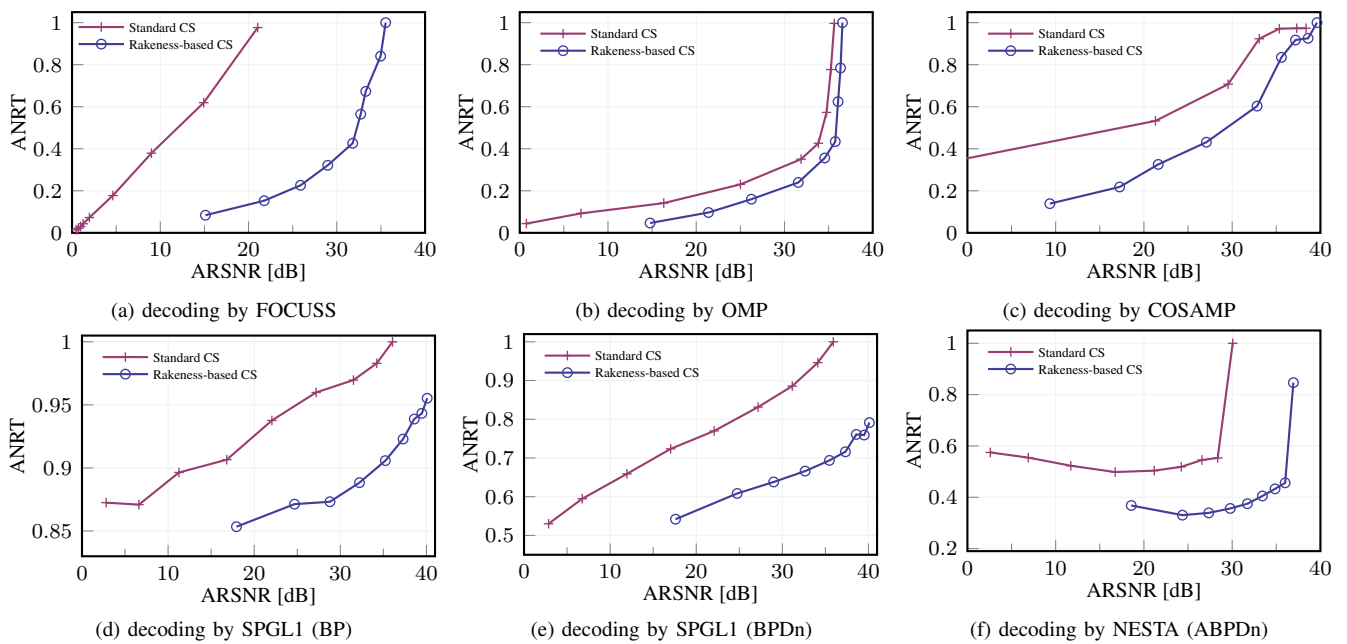 1
0.8
0.6
0.4
0.2
0
ANRT
Standard CS
Rakeness-based CS
0 10 20 30 40
ARSNR [dB]
(a) decoding by FOCUSS
1
0.8
0.6
0.4
0.2
0
ANRT
Standard CS
Rakeness-based CS
0 10 20 30 40
ARSNR [dB]
(b) decoding by OMP
1
0.8
0.6
0.4
0.2
0
ANRT
Standard CS
Rakeness-based CS
0 10 20 30 40
ARSNR [dB]
(c) decoding by COSAMP
1
0.95
0.9
0.85
ANRT
Standard CS
Rakeness-based CS
0 10 20 30 40
ARSNR [dB]
(d) decoding by SPGL1 (BP)
1
0.9
0.8
0.7
0.6
0.5
ANRT
Standard CS
Rakeness-based CS
0 10 20 30 40
ARSNR [dB]
(e) decoding by SPGL1 (BPDn)
1
0.8
0.6
0.4
0.2
ANRT
Standard CS
Rakeness-based CS
0 10 20 30 40
ARSNR [dB]
(f) decoding by NESTA (ABPDn)